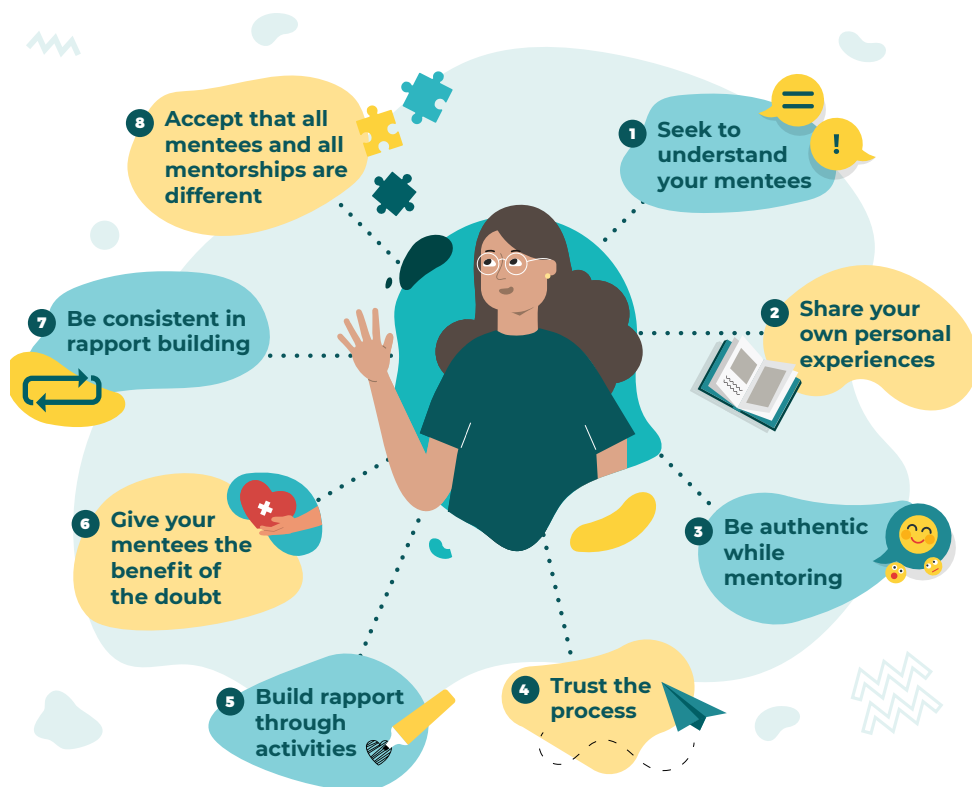 1
Seek to
understand
your mentees
2
Share your
own personal
experiences
3
Be authentic
while
mentoring
4
Trust the
process
5
Build rapport
through
activities
6
Give your
mentees the
benefit of
the doubt
7
Be consistent in
rapport building
8
Accept that all
mentees and all
mentorships are
different
!